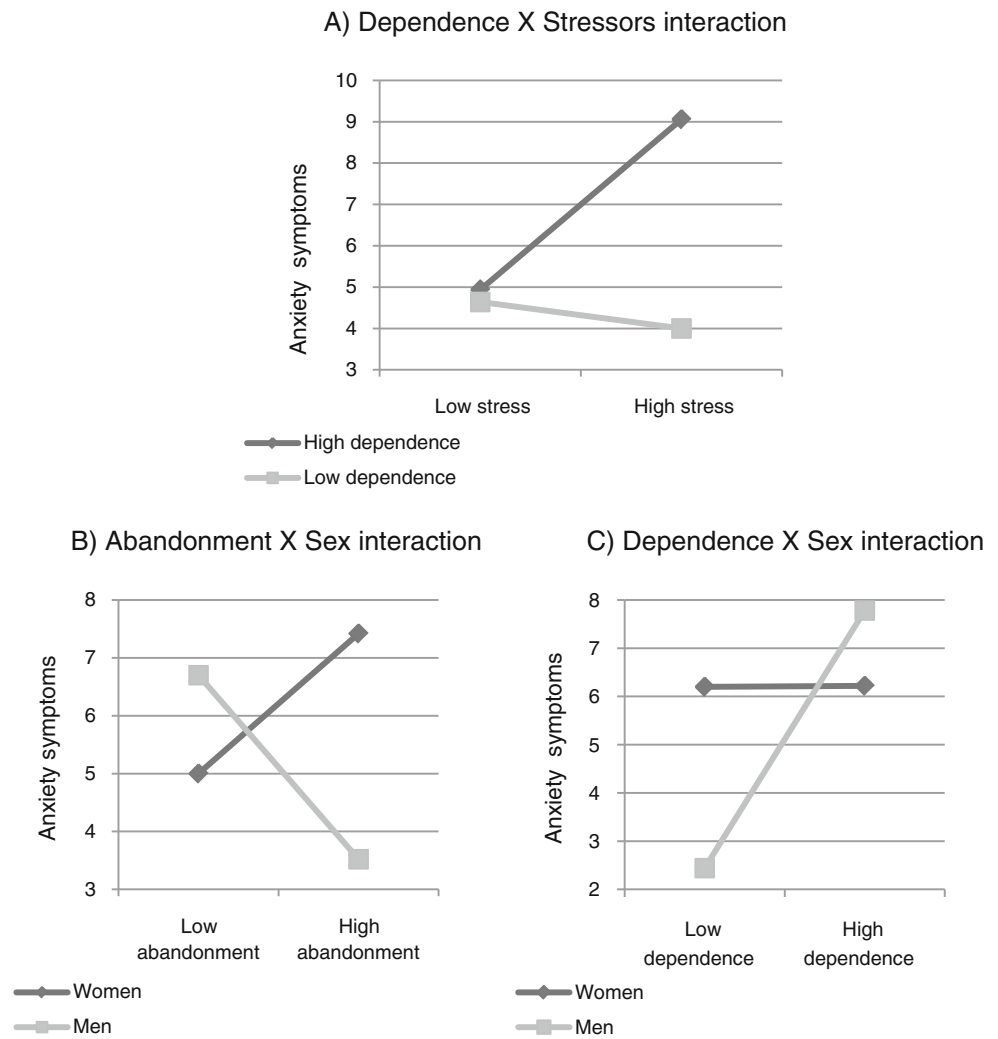 A) Dependence X Stressors interaction
10
9
8
7
6
5
4
3
Anxiety symptoms
Low stress
High stress
High dependence
Low dependence
B) Abandonment X Sex interaction
8
7
6
5
4
3
Anxiety symptoms
Low
abandonment
High
abandonment
Women
Men
C) Dependence X Sex interaction
8
7
6
5
4
3
2
Anxiety symptoms
Low
dependence
High
dependence
Women
Men